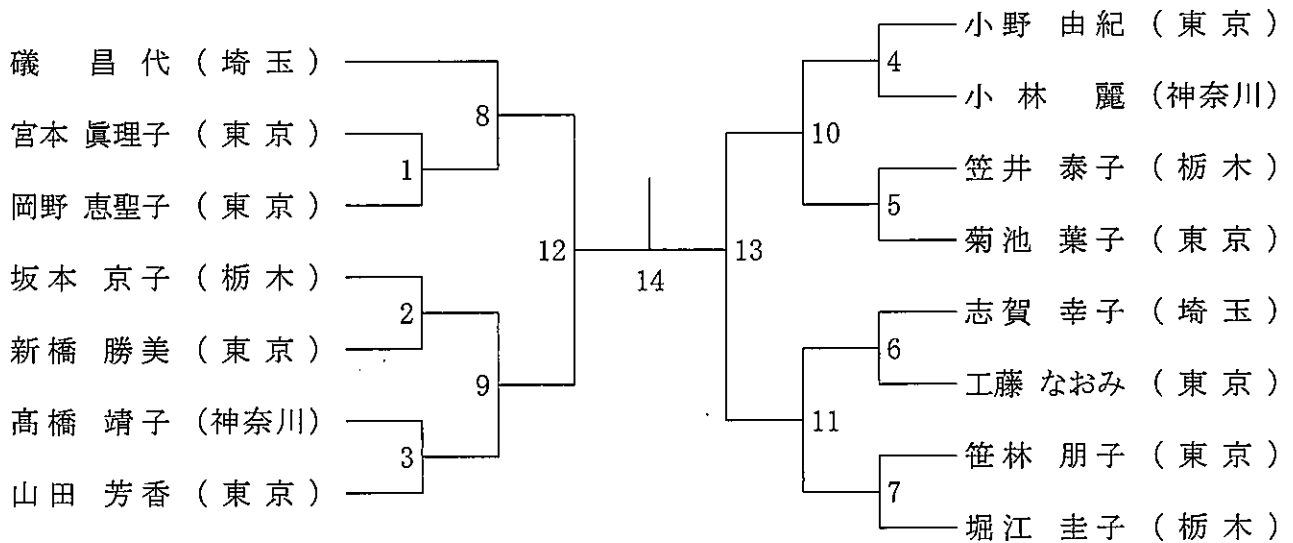 礒 昌代 (埼玉)
宮本 眞理子 (東京)
岡野 恵聖子 (東京)
坂本 京子 (栃木)
新橋 勝美 (東京)
髙橋 靖子 (神奈川)
山田 芳香 (東京)
8
1
12
2
9
3
14
13
小野 由紀 (東京)
4
小林 麗 (神奈川)
10
笠井 泰子 (栃木)
5
菊池 葉子 (東京)
志賀 幸子 (埼玉)
6
工藤 なおみ (東京)
11
笹林 朋子 (東京)
7
堀江 圭子 (栃木)